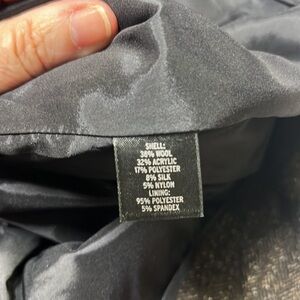 SHELL:
38% WOOL
32% ACRYLIC
17% POLYESTER
8% SILK
5% NYLON
LINING:
95% POLYESTER
5% SPANDEX